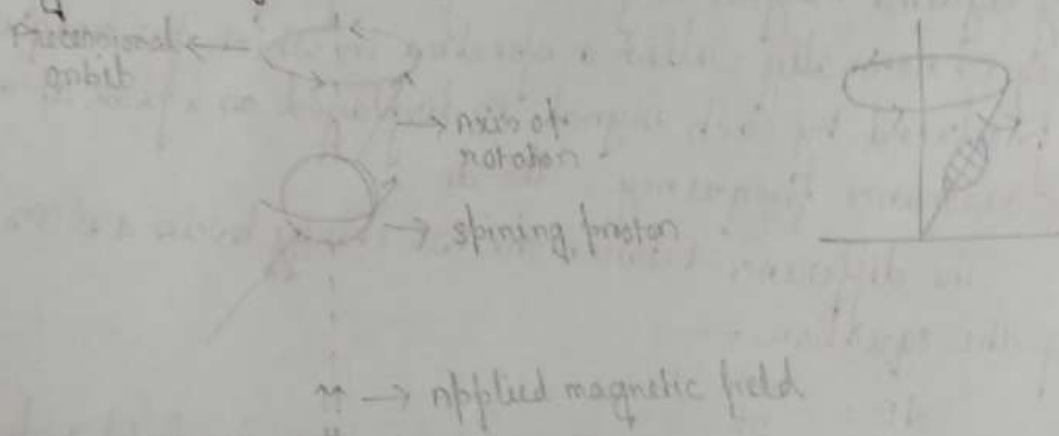 Precessional
orbit
Axis of
rotation
spining proton
Applied magnetic field